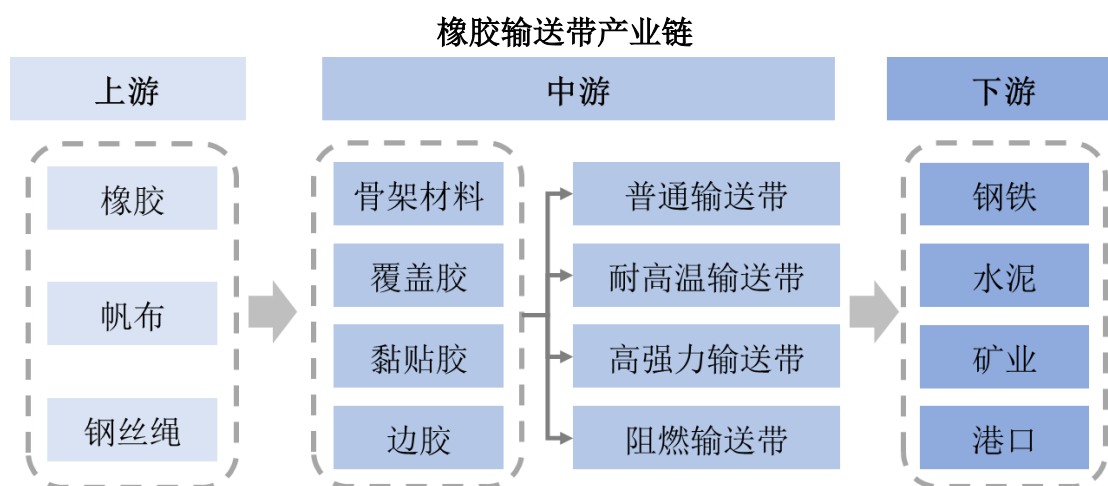 橡胶输送带产业链
上游
中游
下游
橡胶
帆布
钢丝绳
骨架材料
覆盖胶
黏贴胶
边胶
普通输送带
耐高温输送带
高强力输送带
阻燃输送带
钢铁
水泥
矿业
港口